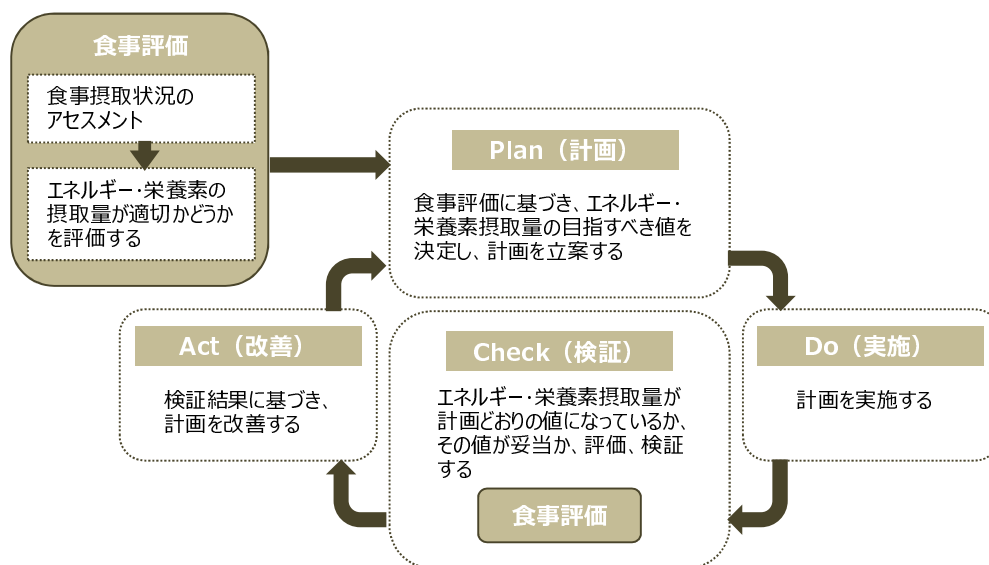 食事評価
食事摂取状況の
アセスメント
エネルギー・栄養素の
摂取量が適切かどうか
を評価する
Plan（計画）
食事評価に基づき、エネルギー・
栄養素摂取量の目指すべき値を
決定し、計画を立案する
Do（実施）
計画を実施する
Check（検証）
エネルギー・栄養素摂取量が
計画どおりの値になっているか、
その値が妥当か、評価、検証
する
食事評価
Act（改善）
検証結果に基づき、
計画を改善する